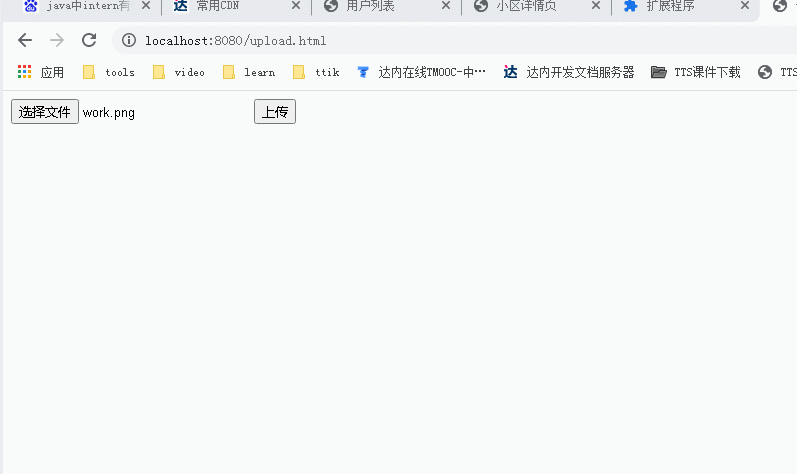 java中intern有 常用CDN 用户列表 小区详情页 扩展程序
localhost:8080/upload.html
应用 tools video learn ttik 达内在线TMOOC-中… 达内开发文档服务器 TTS课件下载 TTS
选择文件 work.png 上传